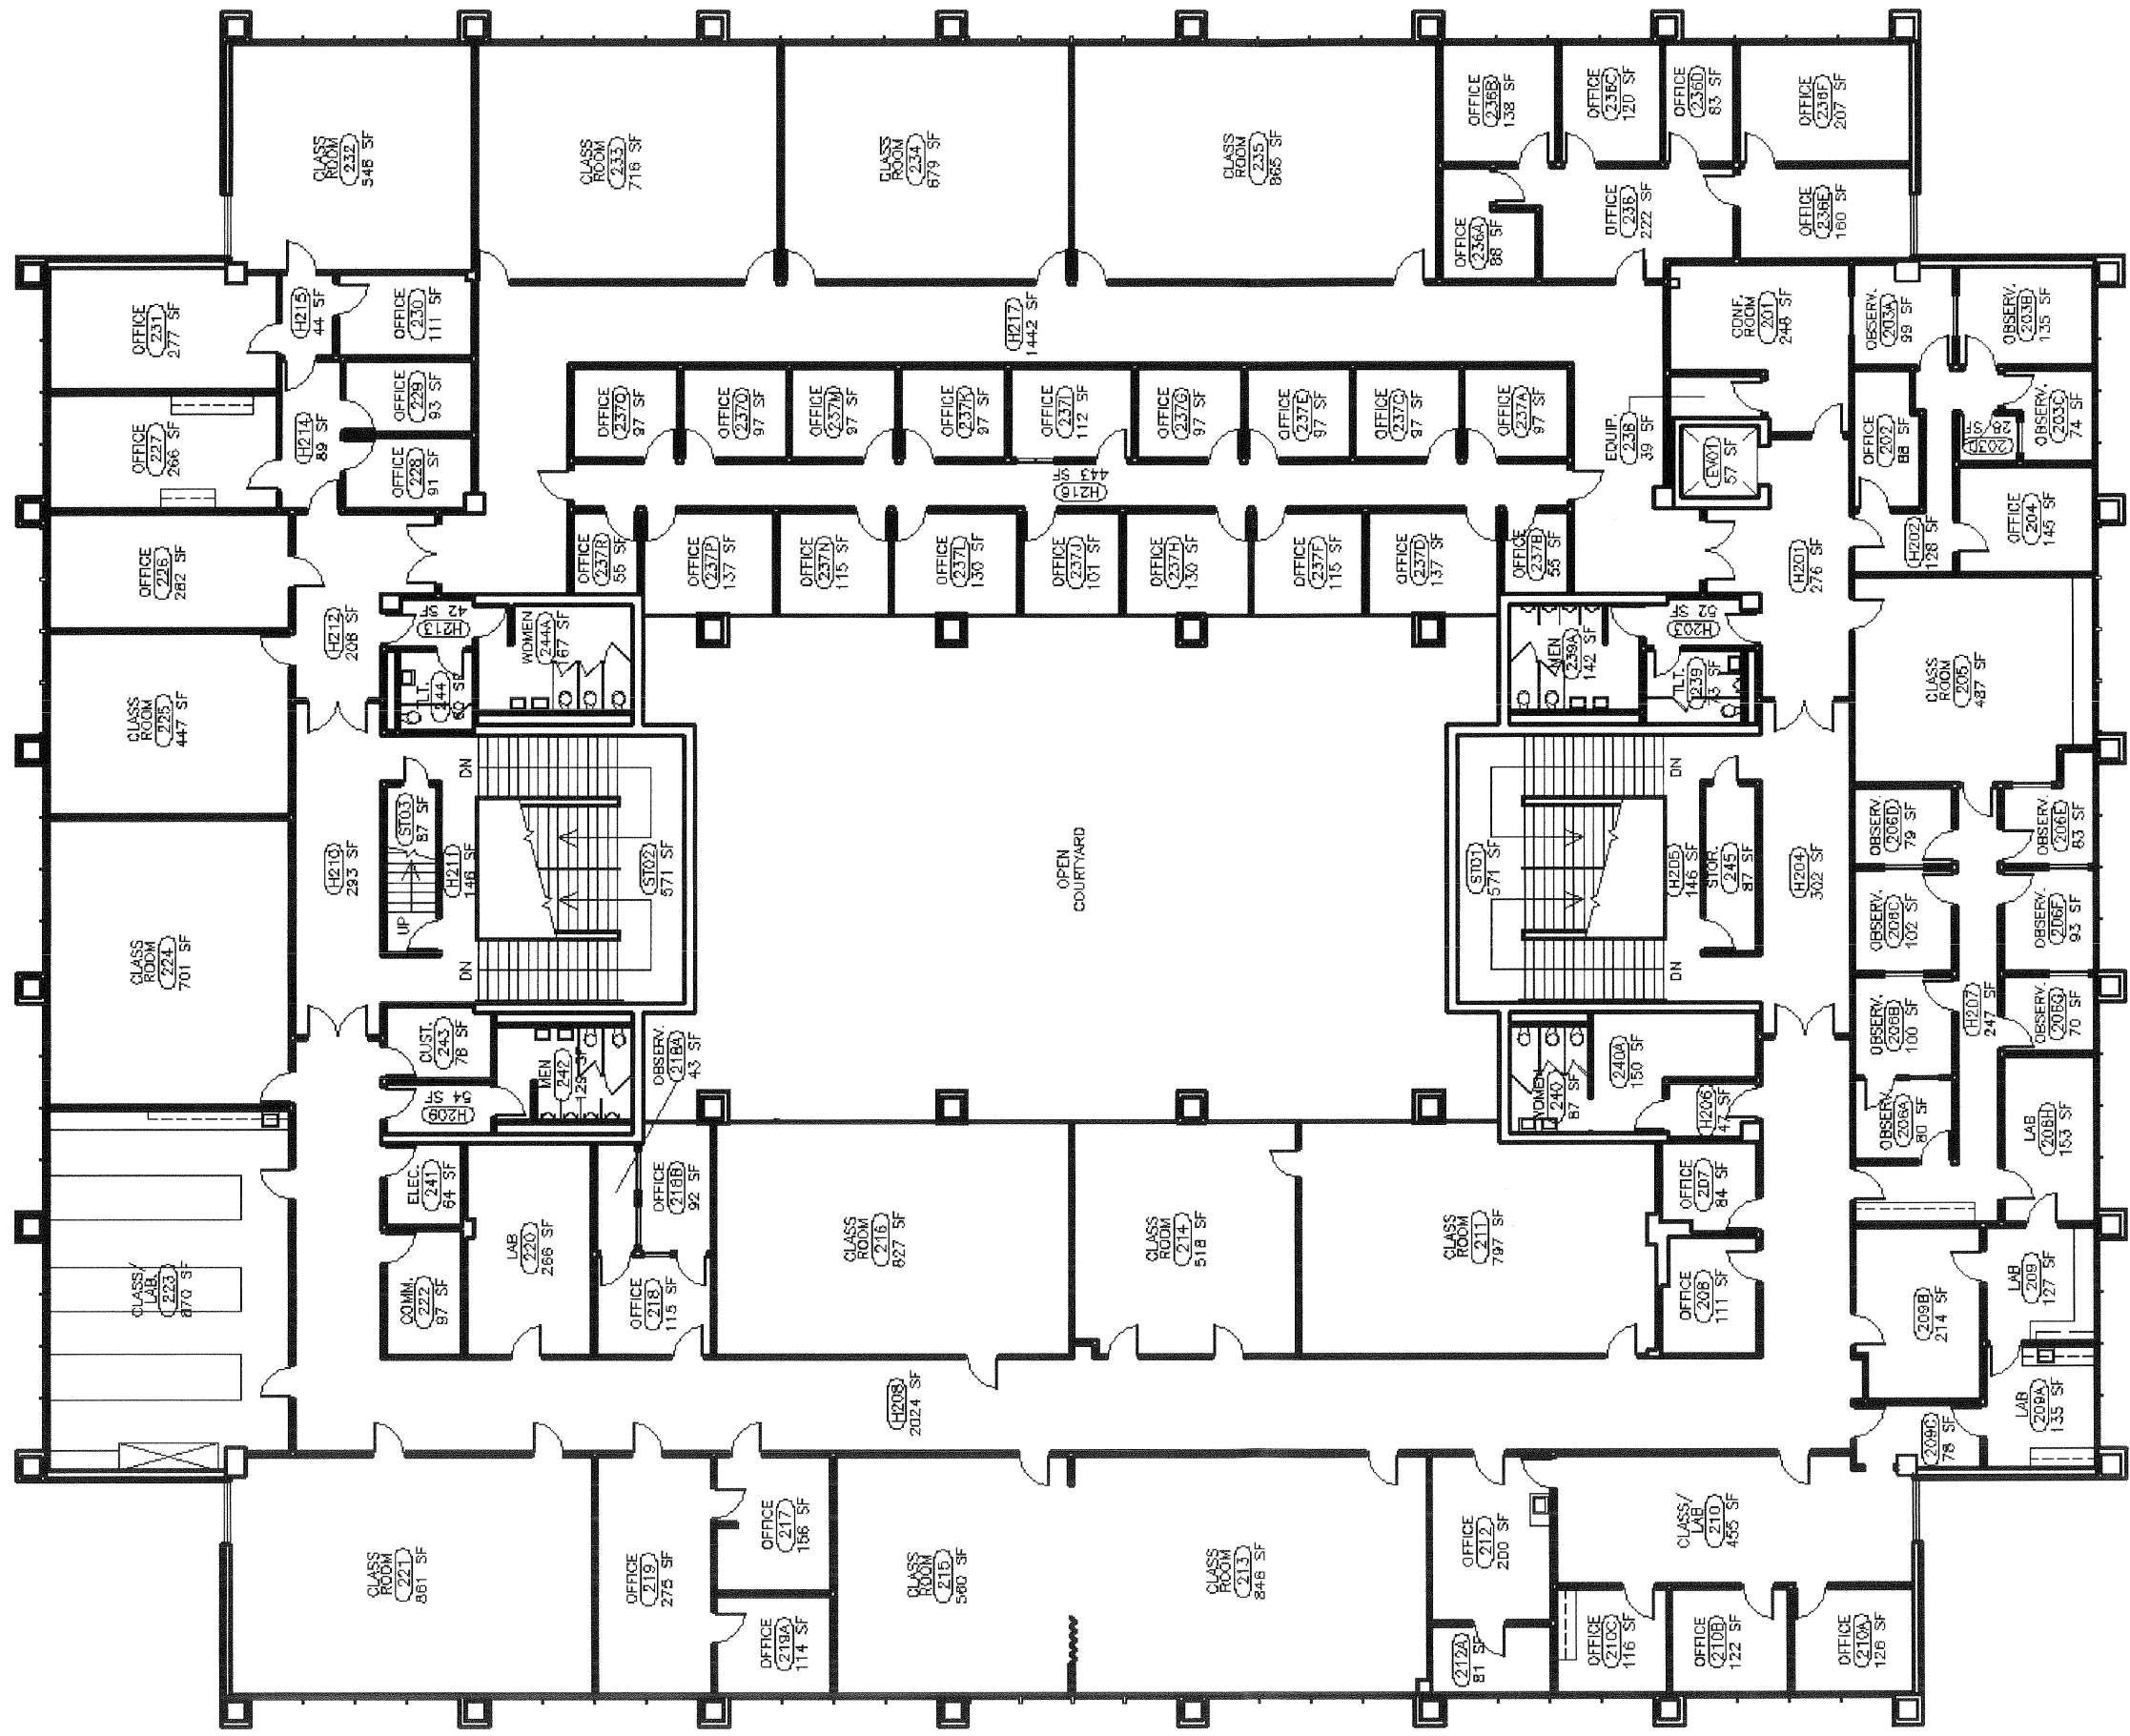 CLASS
ROOM
232
548 SF
CLASS
ROOM
233
716 SF
CLASS
ROOM
234
679 SF
CLASS
ROOM
235
865 SF
OFFICE
236B
138 SF
OFFICE
236C
120 SF
OFFICE
236D
83 SF
OFFICE
236F
207 SF
OFFICE
236A
88 SF
OFFICE
236
222 SF
OFFICE
236E
160 SF
OFFICE
231
277 SF
H215
44 SF
OFFICE
230
111 SF
H217
1442 SF
CONF.
ROOM
201
248 SF
OBSERV.
203A
99 SF
OBSERV.
203B
135 SF
OFFICE
227
266 SF
H214
89 SF
OFFICE
229
93 SF
OFFICE
228
91 SF
OFFICE
237Q
97 SF
OFFICE
237O
97 SF
OFFICE
237M
97 SF
OFFICE
237K
97 SF
OFFICE
237I
112 SF
OFFICE
237G
97 SF
OFFICE
237E
97 SF
OFFICE
237C
97 SF
OFFICE
237A
97 SF
EQUIP.
238
39 SF
EV01
57 SF
OFFICE
202
88 SF
203D
26 SF
OBSERV.
203C
74 SF
H216
443 SF
OFFICE
226
282 SF
OFFICE
237R
55 SF
OFFICE
237P
137 SF
OFFICE
237N
115 SF
OFFICE
237L
130 SF
OFFICE
237J
101 SF
OFFICE
237H
130 SF
OFFICE
237F
115 SF
OFFICE
237D
137 SF
OFFICE
237B
55 SF
H201
276 SF
H202
128 SF
OFFICE
204
145 SF
CLASS
ROOM
225
447 SF
H212
208 SF
H213
42 SF
TLT.
244
60 SF
WOMEN
244A
167 SF
MEN
239A
142 SF
H203
52 SF
TLT.
239
73 SF
CLASS
ROOM
205
487 SF
CLASS
ROOM
224
701 SF
H210
293 SF
ST03
87 SF
UP
H211
146 SF
DN
DN
ST02
571 SF
OPEN
COURTYARD
ST01
571 SF
DN
DN
H205
146 SF
STOR.
245
87 SF
H204
302 SF
OBSERV.
206D
79 SF
OBSERV.
206E
83 SF
OBSERV.
206C
102 SF
OBSERV.
206F
93 SF
OBSERV.
206B
100 SF
H207
247 SF
OBSERV.
206G
70 SF
CUST.
243
78 SF
H209
54 SF
MEN
242
129 SF
OBSERV.
218A
43 SF
WOMEN
240
87 SF
240A
150 SF
H206
47 SF
OBSERV.
206A
80 SF
LAB
206H
153 SF
CLASS/
LAB.
223
870 SF
ELEC.
241
64 SF
COMM.
222
97 SF
LAB
220
266 SF
OFFICE
218B
92 SF
OFFICE
218
115 SF
CLASS
ROOM
216
827 SF
CLASS
ROOM
214
518 SF
CLASS
ROOM
211
797 SF
OFFICE
207
84 SF
OFFICE
208
111 SF
209B
214 SF
LAB
209
127 SF
LAB
209A
135 SF
209C
78 SF
H208
2024 SF
CLASS
ROOM
221
861 SF
OFFICE
219
275 SF
OFFICE
217
156 SF
OFFICE
219A
114 SF
CLASS
ROOM
215
560 SF
CLASS
ROOM
213
846 SF
OFFICE
212
200 SF
212A
81 SF
CLASS/
LAB
210
455 SF
OFFICE
210C
116 SF
OFFICE
210B
122 SF
OFFICE
210A
126 SF